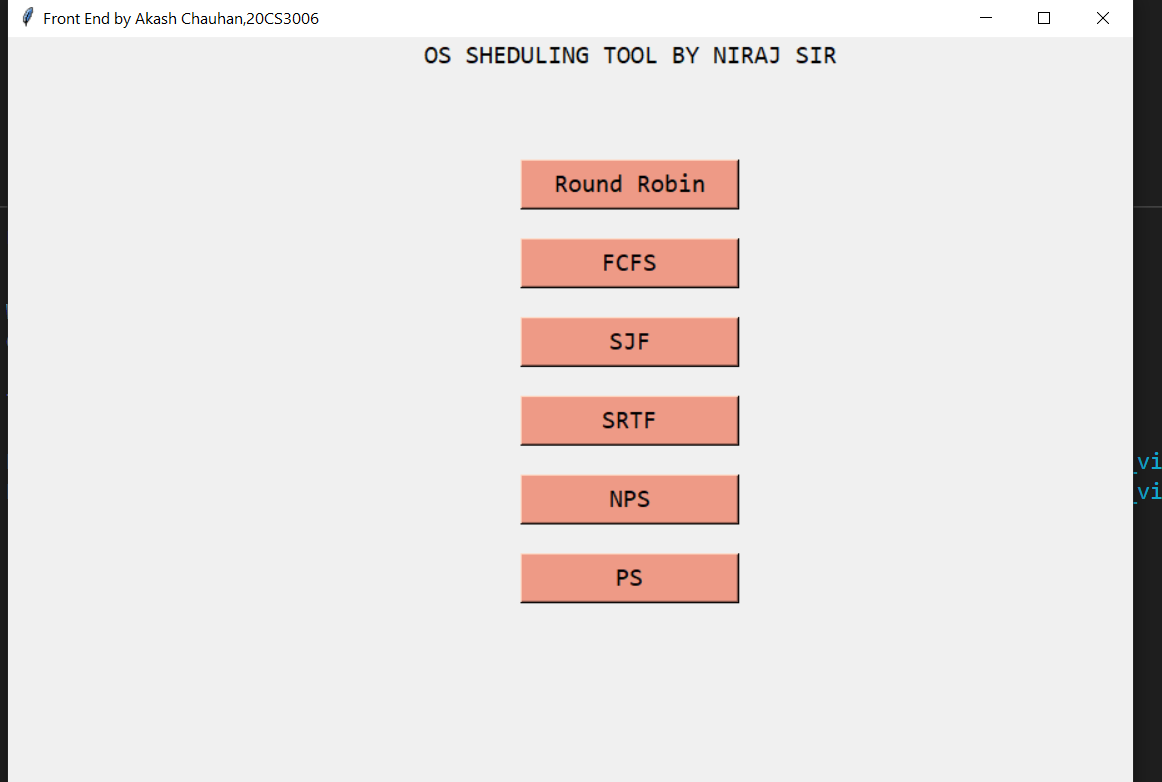 Front End by Akash Chauhan,20CS3006
OS SHEDULING TOOL BY NIRAJ SIR
Round Robin
FCFS
SJF
SRTF
_vi
NPS
_vi
PS